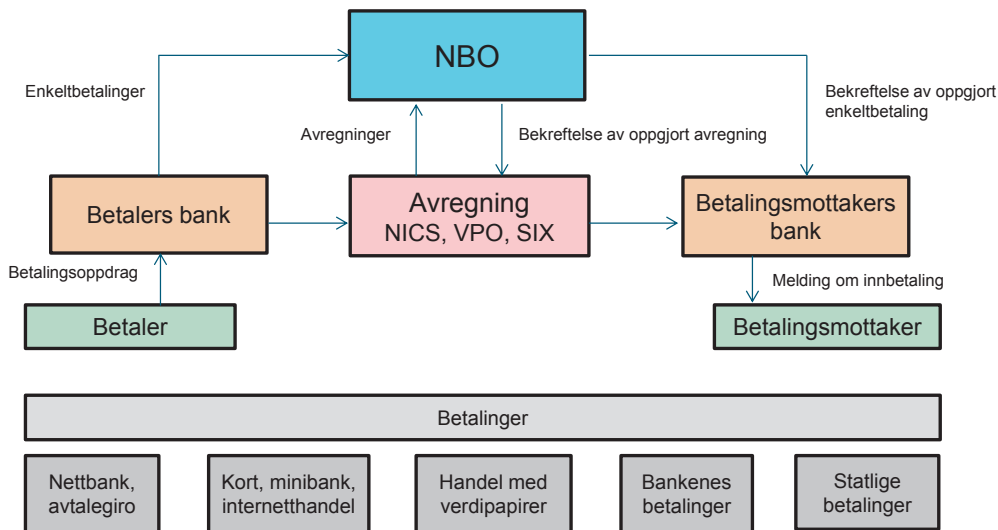 NBO
Enkeltbetalinger
Avregninger
Bekreftelse av oppgjort avregning
Bekreftelse av oppgjort
enkeltbetaling
Betalers bank
Avregning
NICS, VPO, SIX
Betalingsmottakers
bank
Betalingsoppdrag
Melding om innbetaling
Betaler
Betalingsmottaker
Betalinger
Nettbank,
avtalegiro
Kort, minibank,
internetthandel
Handel med
verdipapirer
Bankenes
betalinger
Statlige
betalinger